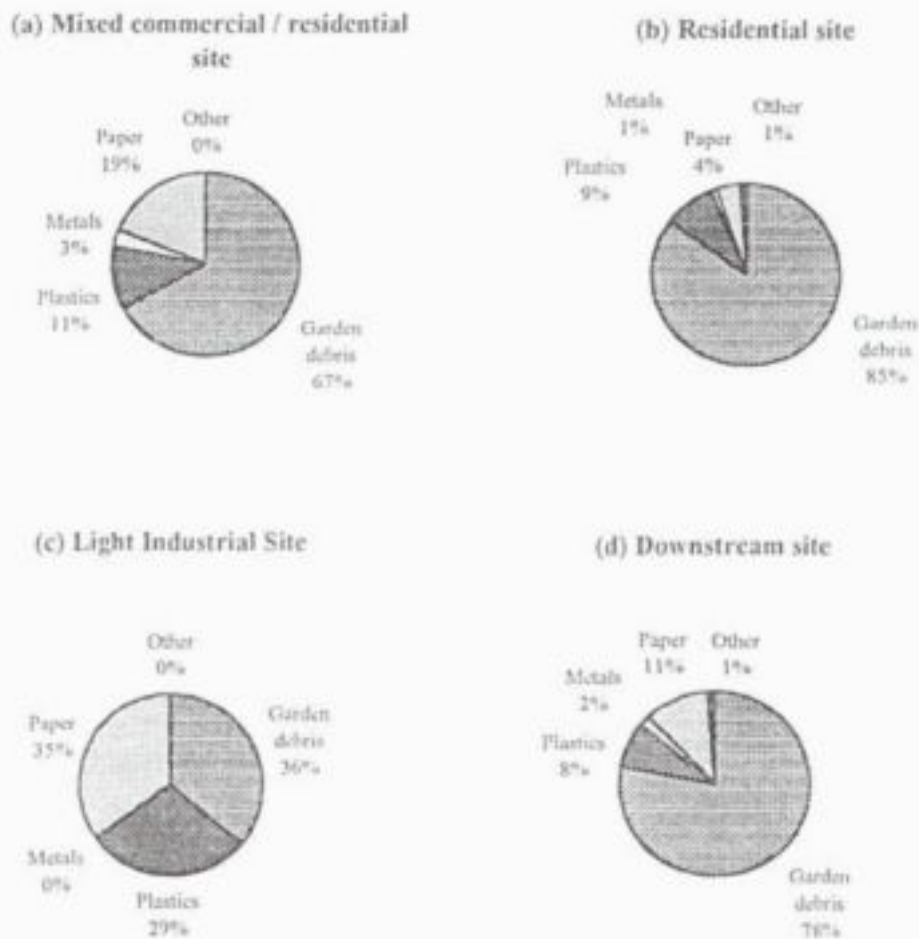 (a) Mixed commercial / residential
site
Other
0%
Paper
19%
Metals
3%
Plastics
11%
Garden
debris
67%
(b) Residential site
Metals
1%
Other
1%
Paper
4%
Plastics
9%
Garden
debris
85%
(c) Light Industrial Site
Other
0%
Garden
debris
36%
Paper
35%
Metals
0%
Plastics
29%
(d) Downstream site
Paper
11%
Other
1%
Metals
2%
Plastics
8%
Garden
debris
78%